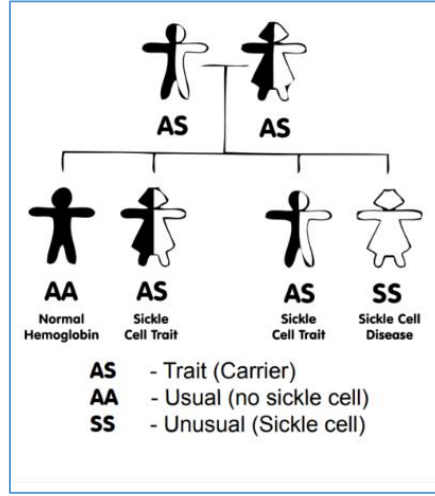 AS AS
AA AS AS SS
Normal Sickle Sickle Sickle Cell
Hemoglobin Cell Trait Cell Trait Disease
AS - Trait (Carrier)
AA - Usual (no sickle cell)
SS - Unusual (Sickle cell)